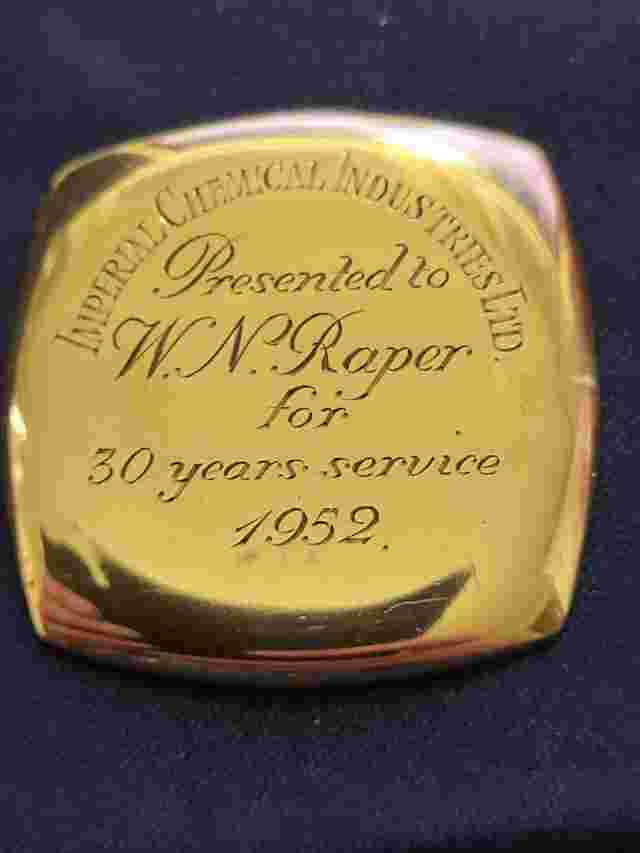 IMPERIAL CHEMICAL INDUSTRIES LTD.
Presented to
W.N. Raper
for
30 years service
1952.